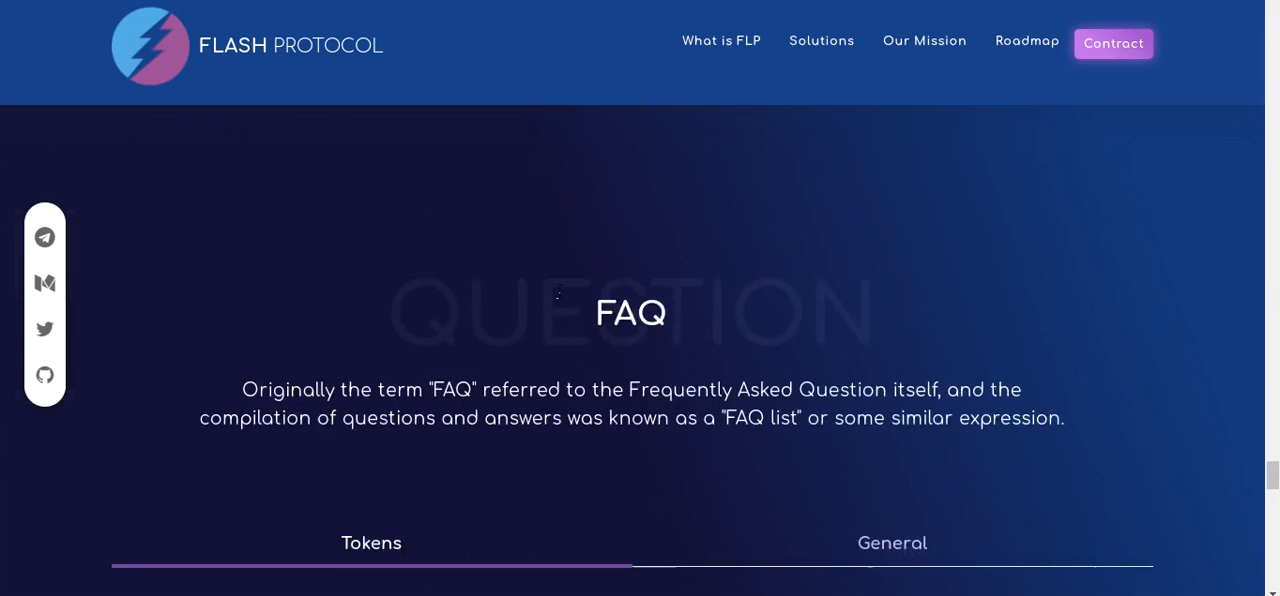 FLASH PROTOCOL
What is FLP
Solutions
Our Mission
Roadmap
Contract
QUESTION
FAQ
Originally the term "FAQ" referred to the Frequently Asked Question itself, and the
compilation of questions and answers was known as a "FAQ list" or some similar expression.
Tokens
General